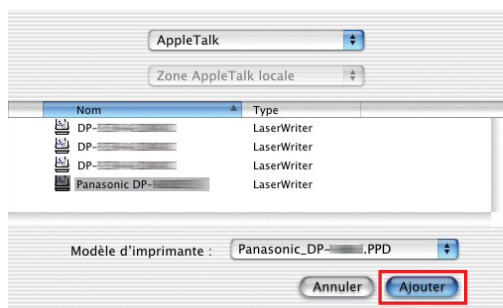 AppleTalk
Zone AppleTalk locale
Nom Type
DP- LaserWriter
DP- LaserWriter
DP- LaserWriter
Panasonic DP- LaserWriter
Modèle d'imprimante : Panasonic_DP- .PPD
Annuler Ajouter